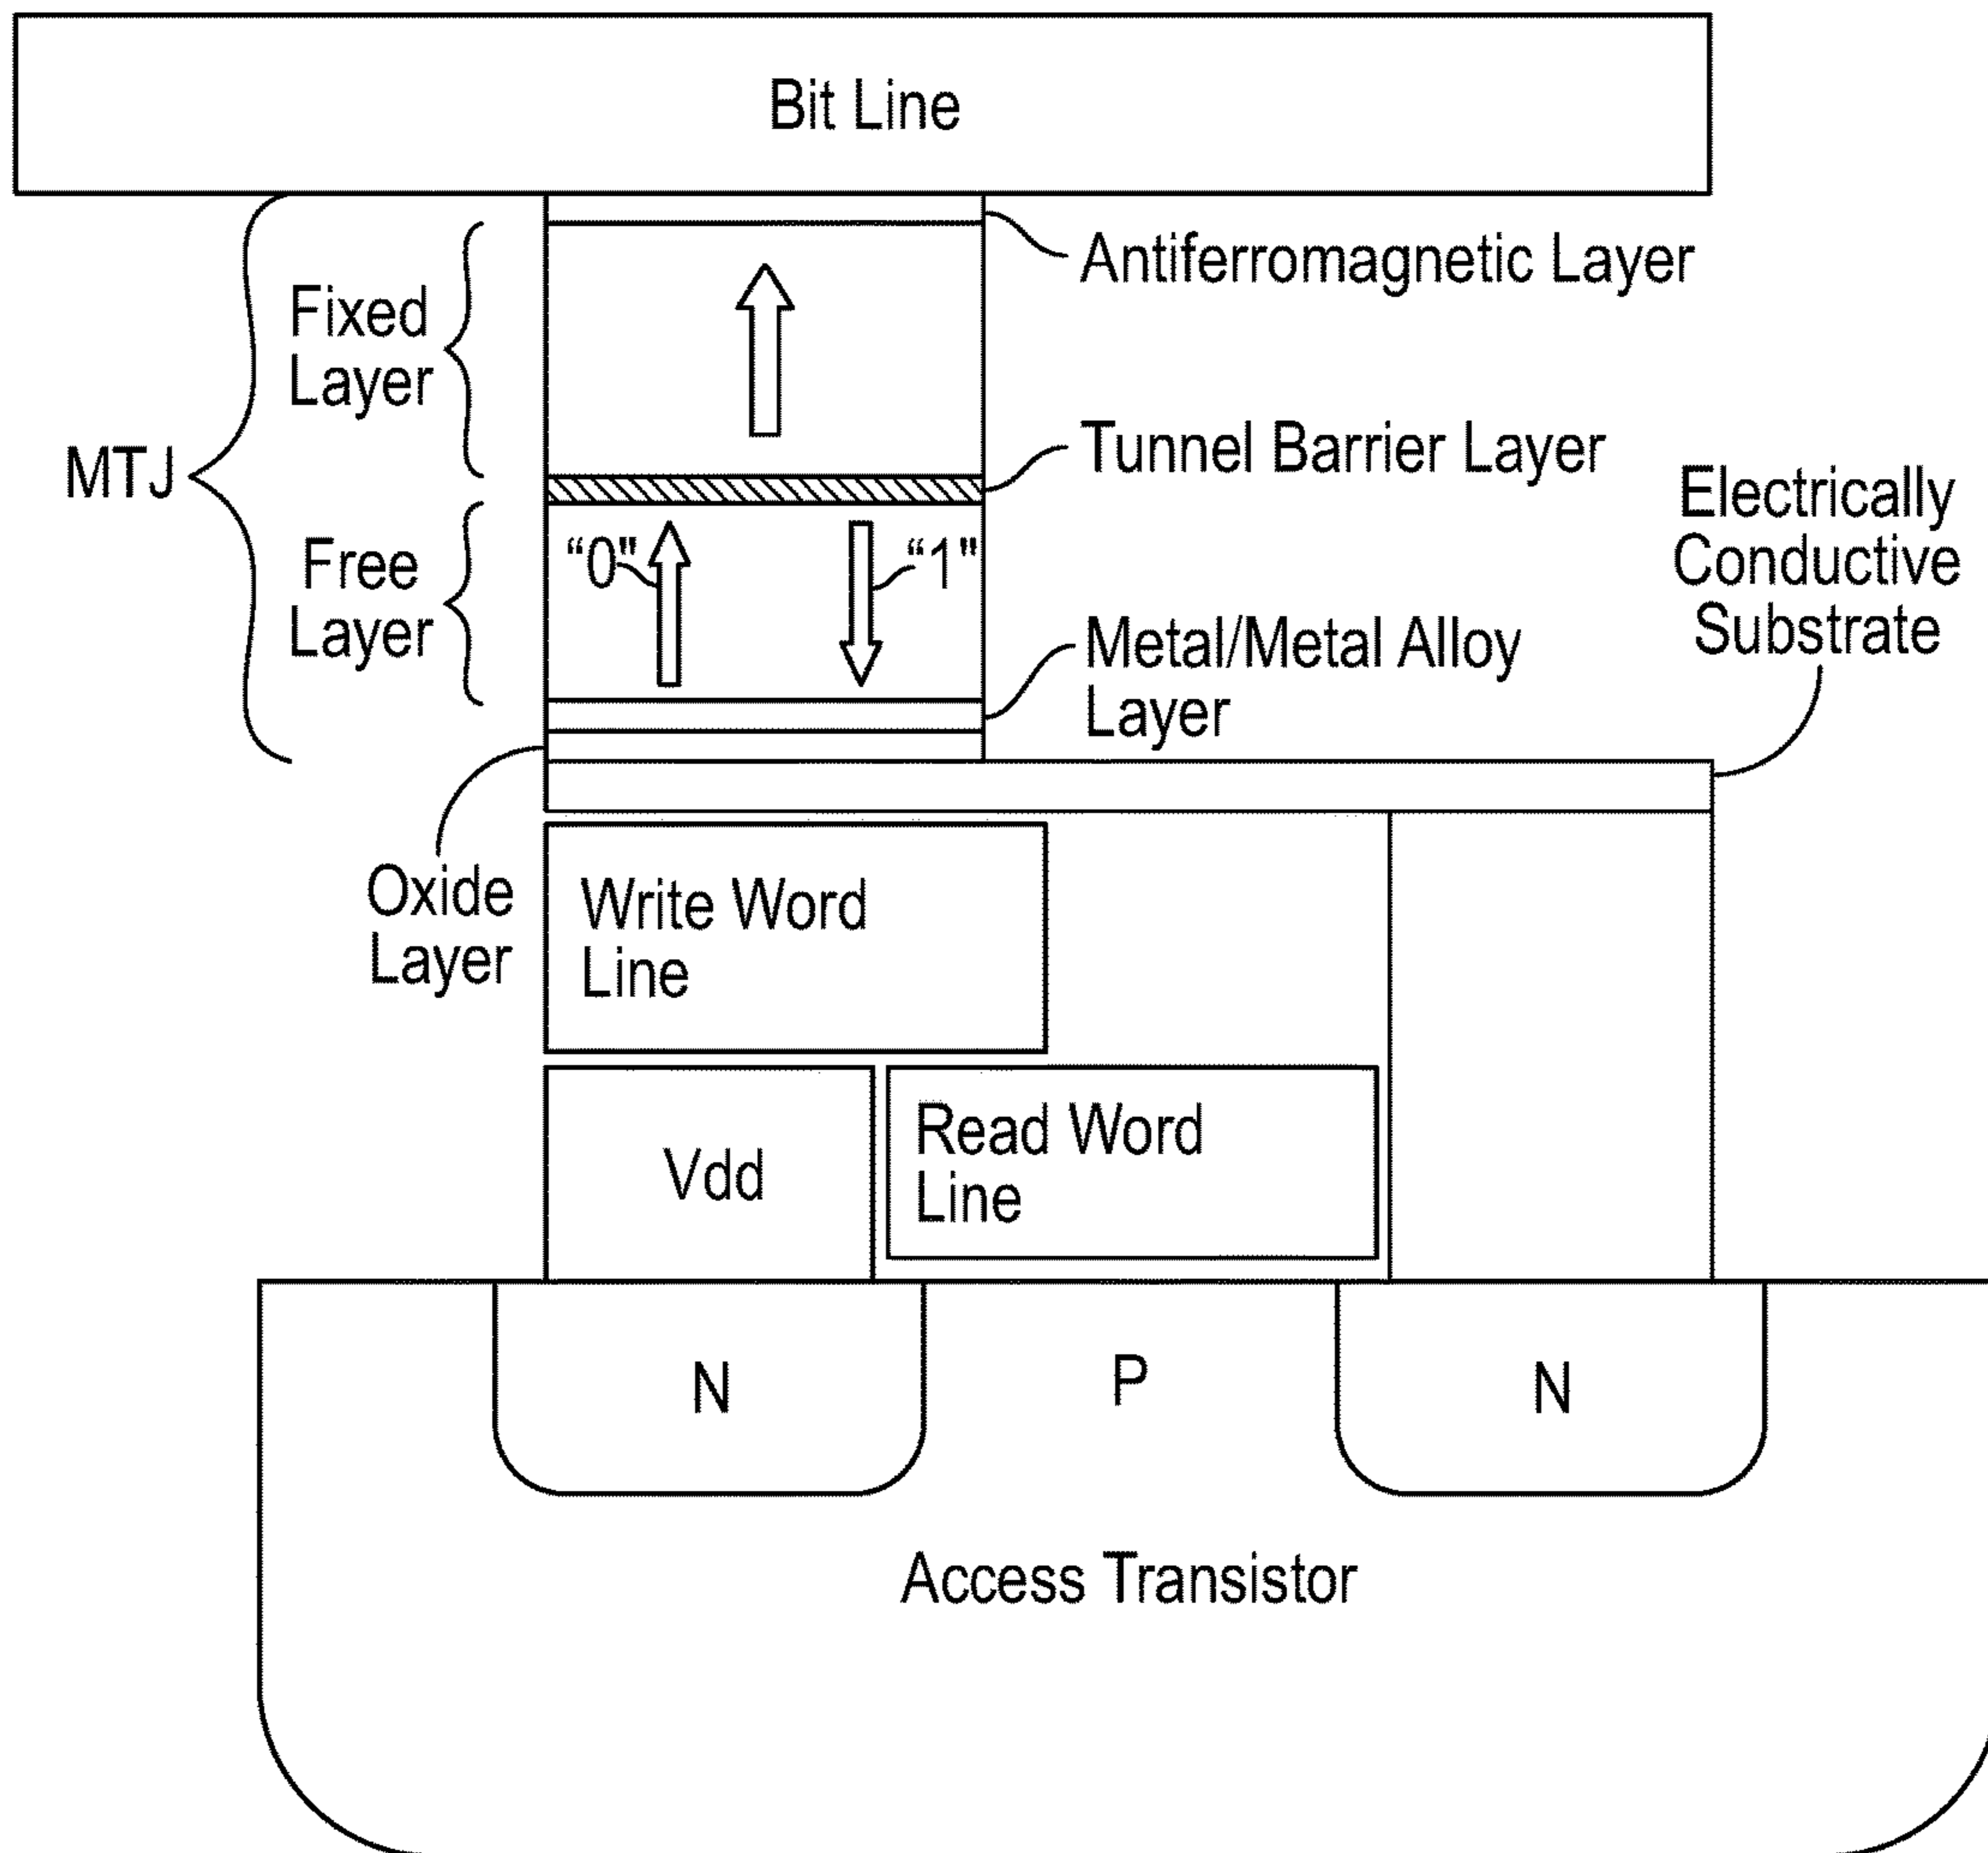 Bit Line
Antiferromagnetic Layer
Fixed
Layer
MTJ
Tunnel Barrier Layer
Electrically
Conductive
Substrate
Free
Layer
“0"
“1"
Metal/Metal Alloy
Layer
Oxide
Layer
Write Word
Line
Vdd
Read Word
Line
N
P
N
Access Transistor